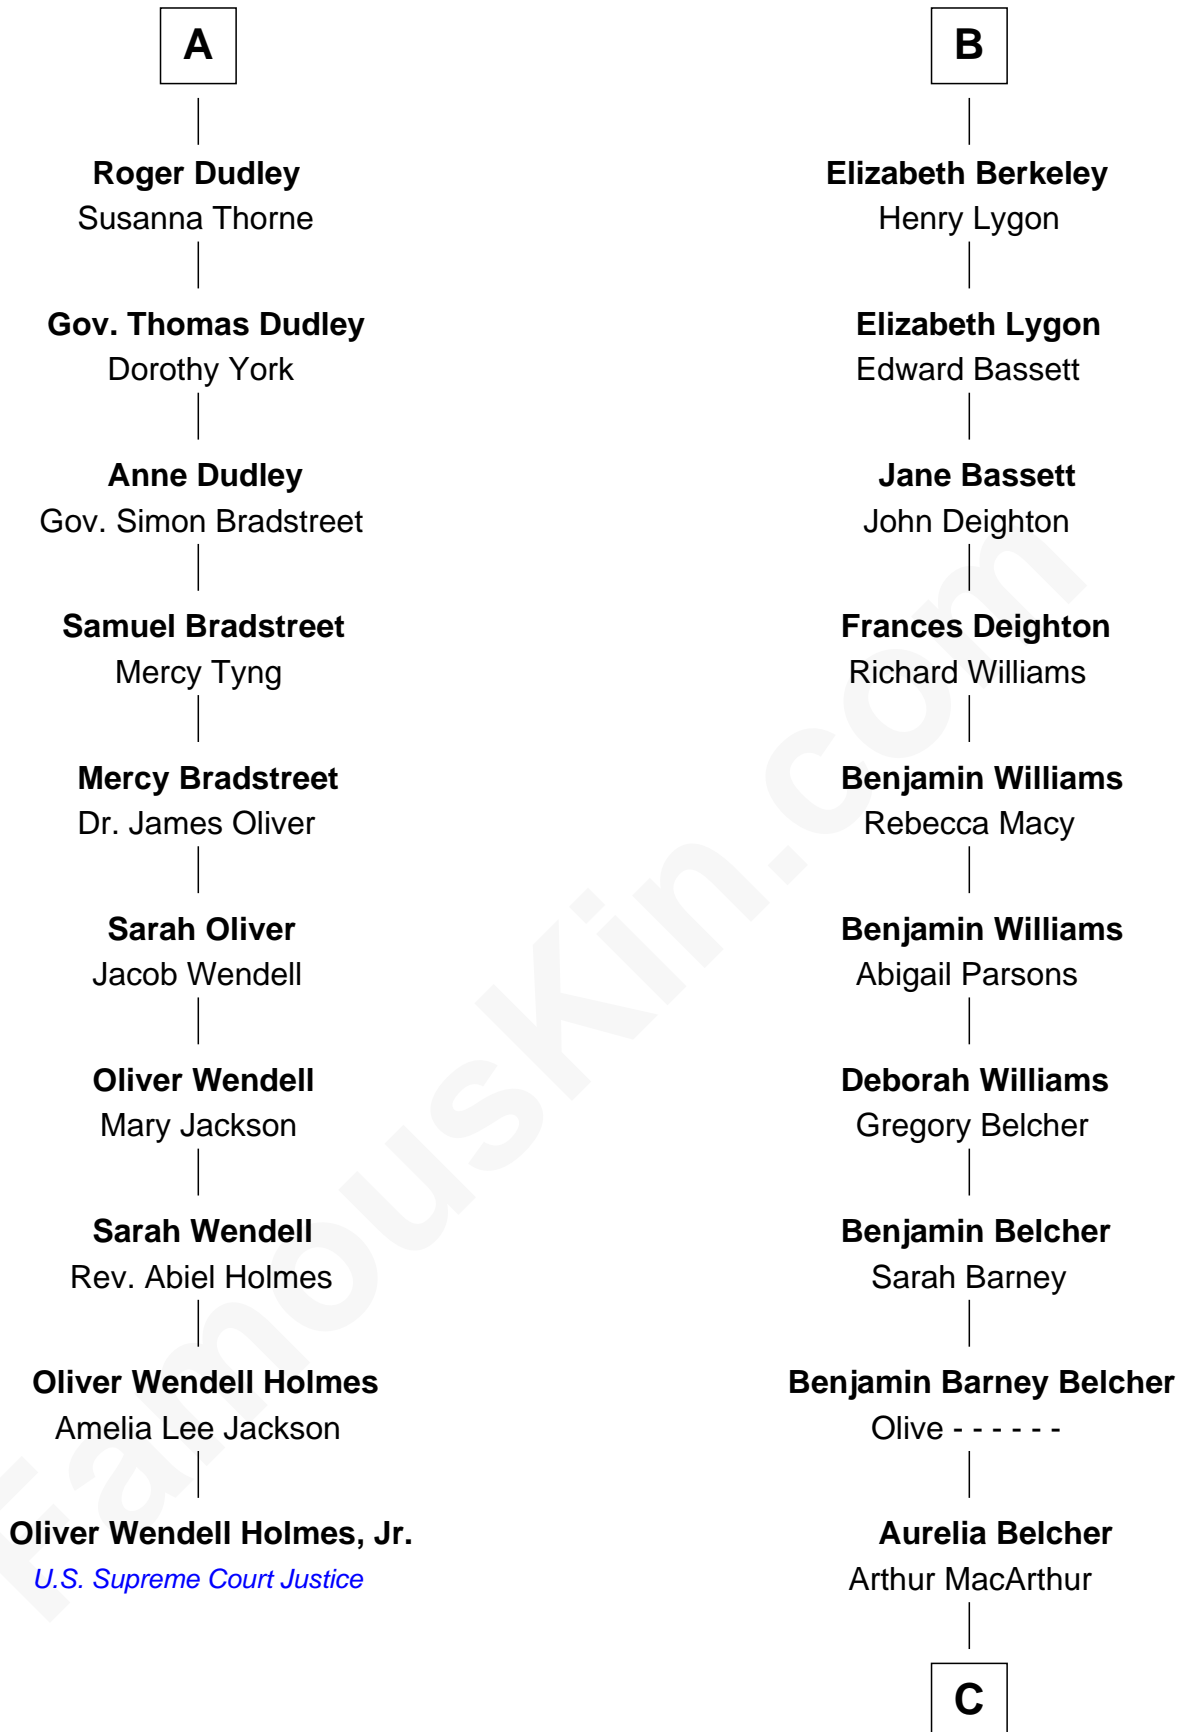 A
Roger Dudley
Susanna Thorne
Gov. Thomas Dudley
Dorothy York
Anne Dudley
Gov. Simon Bradstreet
Samuel Bradstreet
Mercy Tyng
Mercy Bradstreet
Dr. James Oliver
Sarah Oliver
Jacob Wendell
Oliver Wendell
Mary Jackson
Sarah Wendell
Rev. Abiel Holmes
Oliver Wendell Holmes
Amelia Lee Jackson
Oliver Wendell Holmes, Jr.
U.S. Supreme Court Justice
B
Elizabeth Berkeley
Henry Lygon
Elizabeth Lygon
Edward Bassett
Jane Bassett
John Deighton
Frances Deighton
Richard Williams
Benjamin Williams
Rebecca Macy
Benjamin Williams
Abigail Parsons
Deborah Williams
Gregory Belcher
Benjamin Belcher
Sarah Barney
Benjamin Barney Belcher
Olive - - - - - -
Aurelia Belcher
Arthur MacArthur
C
FamousKin.com